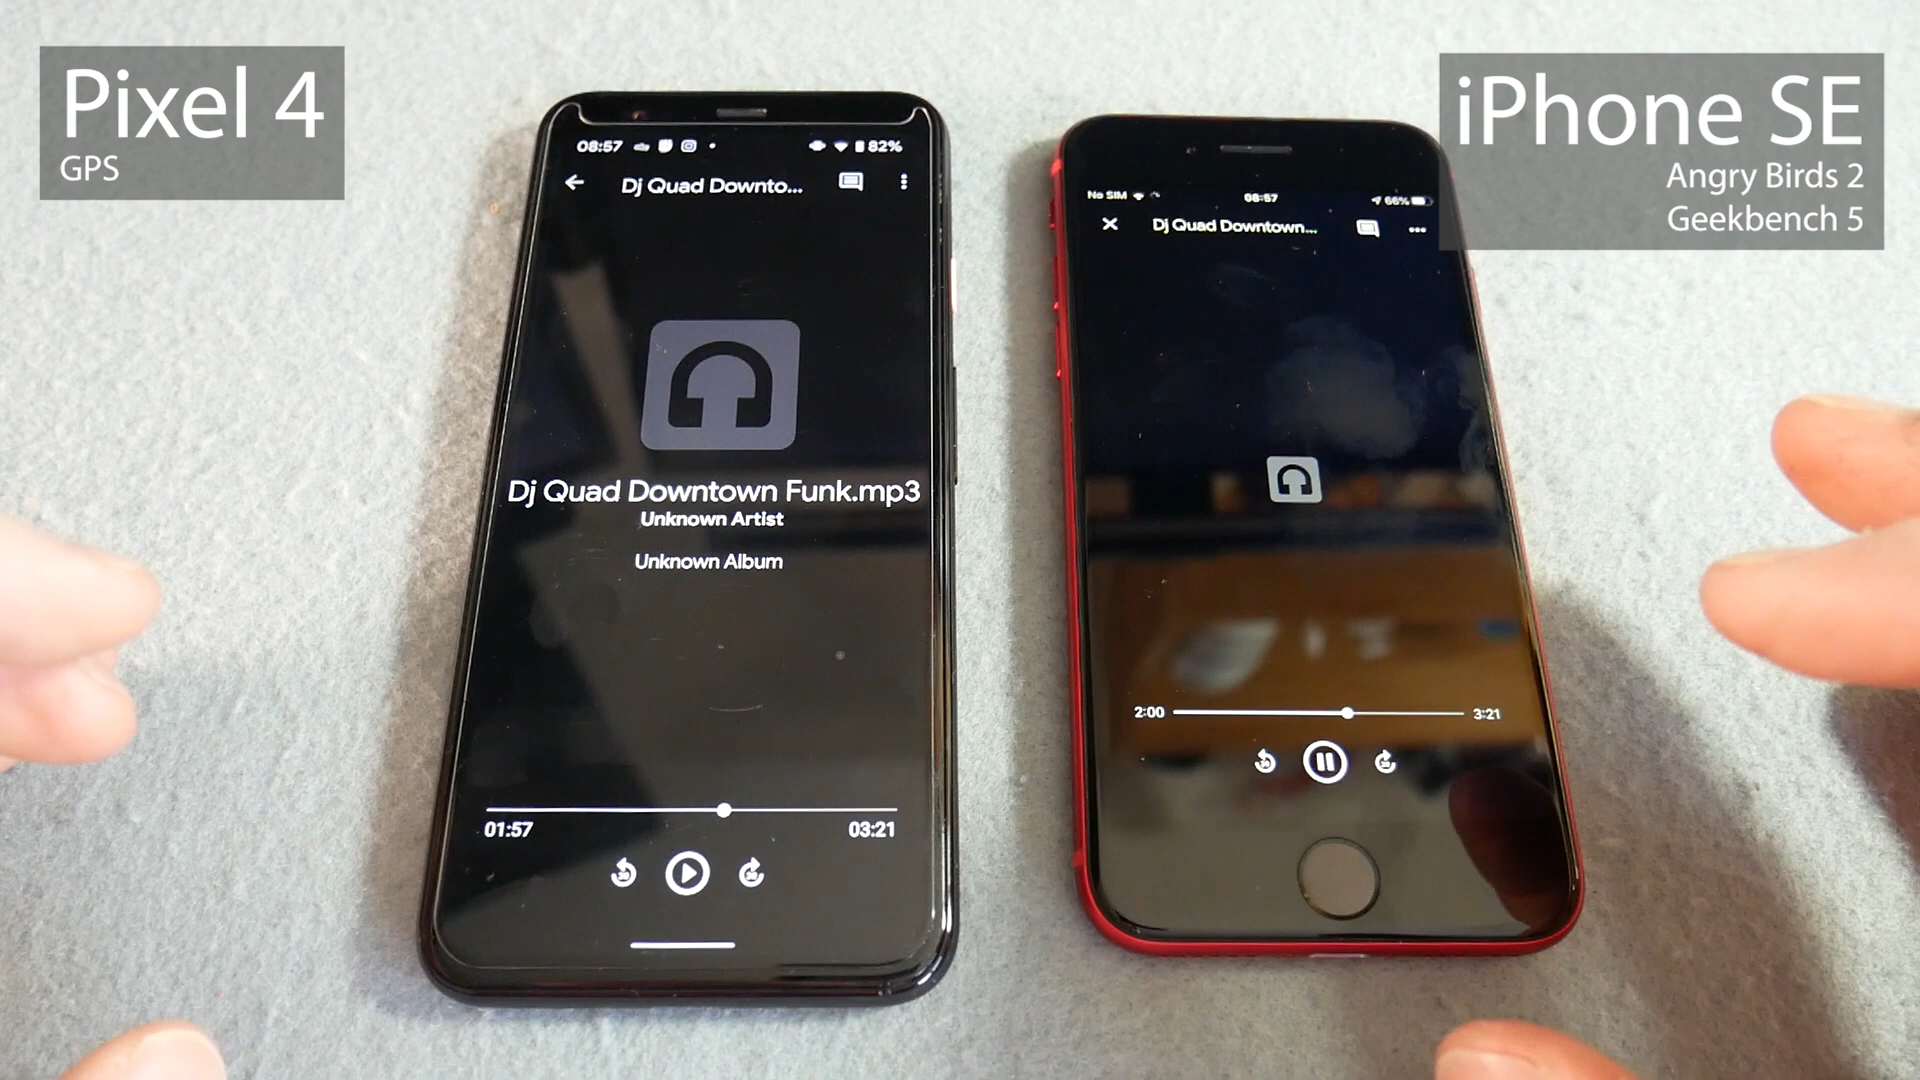 Pixel 4
GPS
iPhone SE
Angry Birds 2
Geekbench 5
08:57
82%
Dj Quad Downto...
Dj Quad Downtown Funk.mp3
Unknown Artist
Unknown Album
01:57
03:21
No SIM
08:57
66%
Dj Quad Downtown...
2:00
3:21